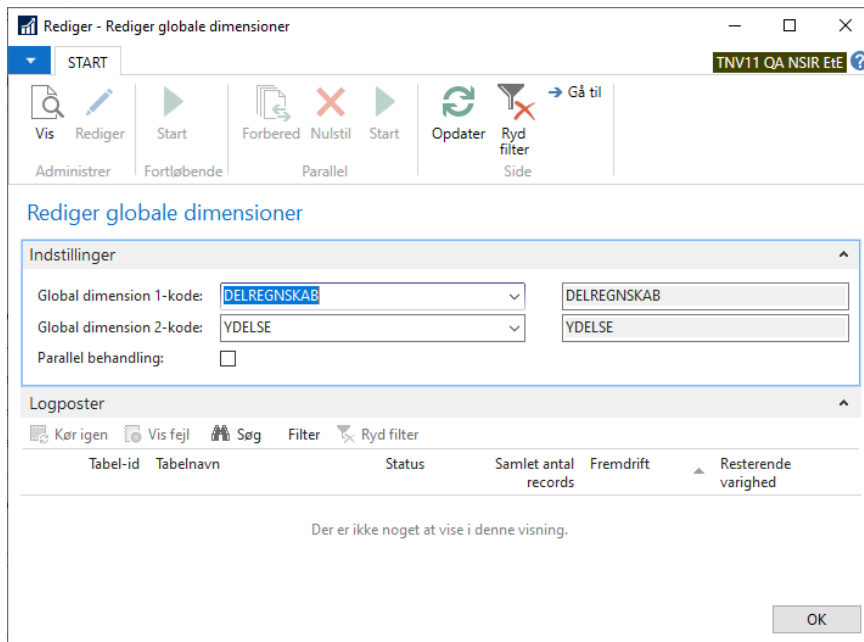 Rediger - Rediger globale dimensioner
START
TNV11 QA NSIR EtE ?
Vis Rediger Start Forbered Nulstil Start Opdater Ryd filter → Gå til
Administrer Fortløbende Parallel Side
Rediger globale dimensioner
Indstillinger
Global dimension 1-kode: DELREGNSKAB DELREGNSKAB
Global dimension 2-kode: YDELSE YDELSE
Parallel behandling:
Logposter
Kør igen Vis fejl Søg Filter Ryd filter
Tabel-id Tabelnavn Status Samlet antal records Fremdrift Resterende varighed
Der er ikke noget at vise i denne visning.
OK